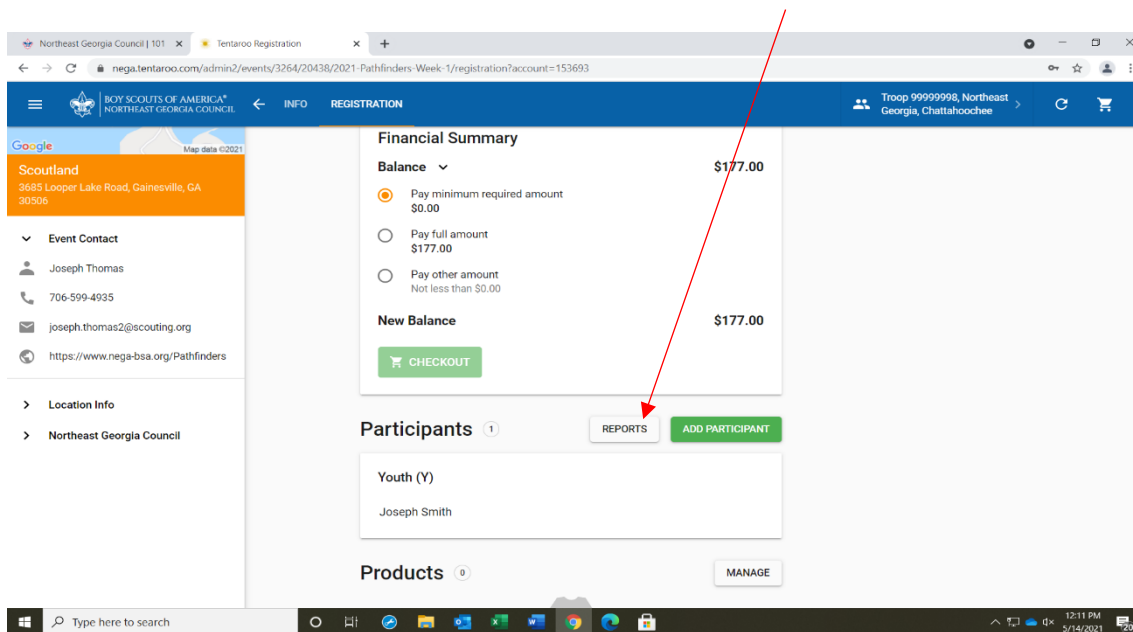 Northeast Georgia Council | 101
Tentaroo Registration
nega.tentaroo.com/admin2/events/3264/20438/2021-Pathfinders-Week-1/registration?account=153693
BOY SCOUTS OF AMERICA®
NORTHEAST GEORGIA COUNCIL
INFO
REGISTRATION
Troop 99999998, Northeast
Georgia, Chattahoochee
Google
Map data ©2021
Scoutland
3685 Looper Lake Road, Gainesville, GA
30506
Event Contact
Joseph Thomas
706-599-4935
joseph.thomas2@scouting.org
https://www.nega-bsa.org/Pathfinders
Location Info
Northeast Georgia Council
Financial Summary
Balance $177.00
Pay minimum required amount
$0.00
Pay full amount
$177.00
Pay other amount
Not less than $0.00
New Balance $177.00
CHECKOUT
Participants 1
REPORTS
ADD PARTICIPANT
Youth (Y)
Joseph Smith
Products 0
MANAGE
Type here to search
12:11 PM
5/14/2021
20